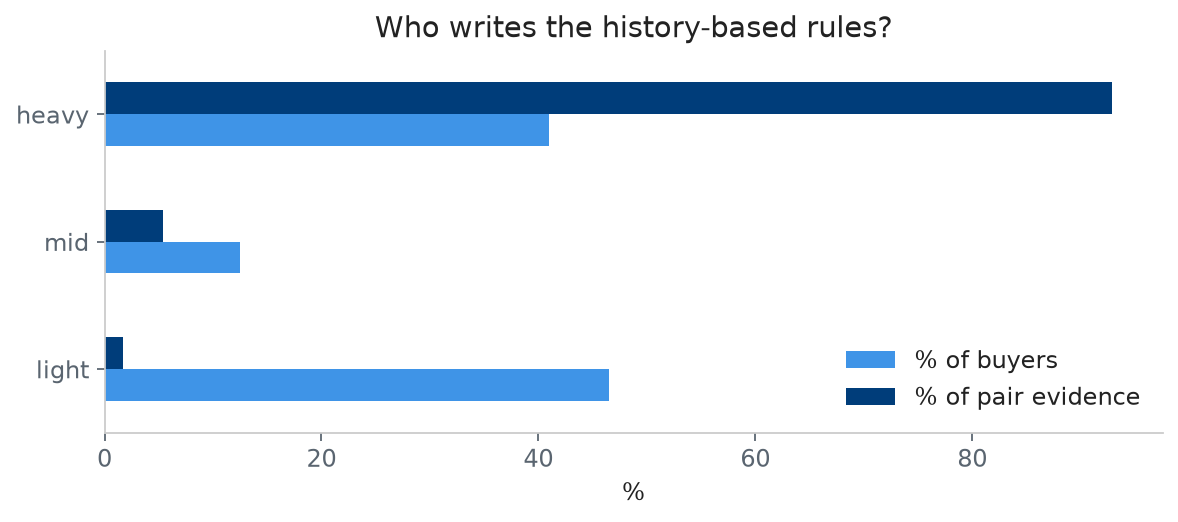 Who writes the history-based rules?
heavy
mid
light
% of buyers
% of pair evidence
0 20 40 60 80
%